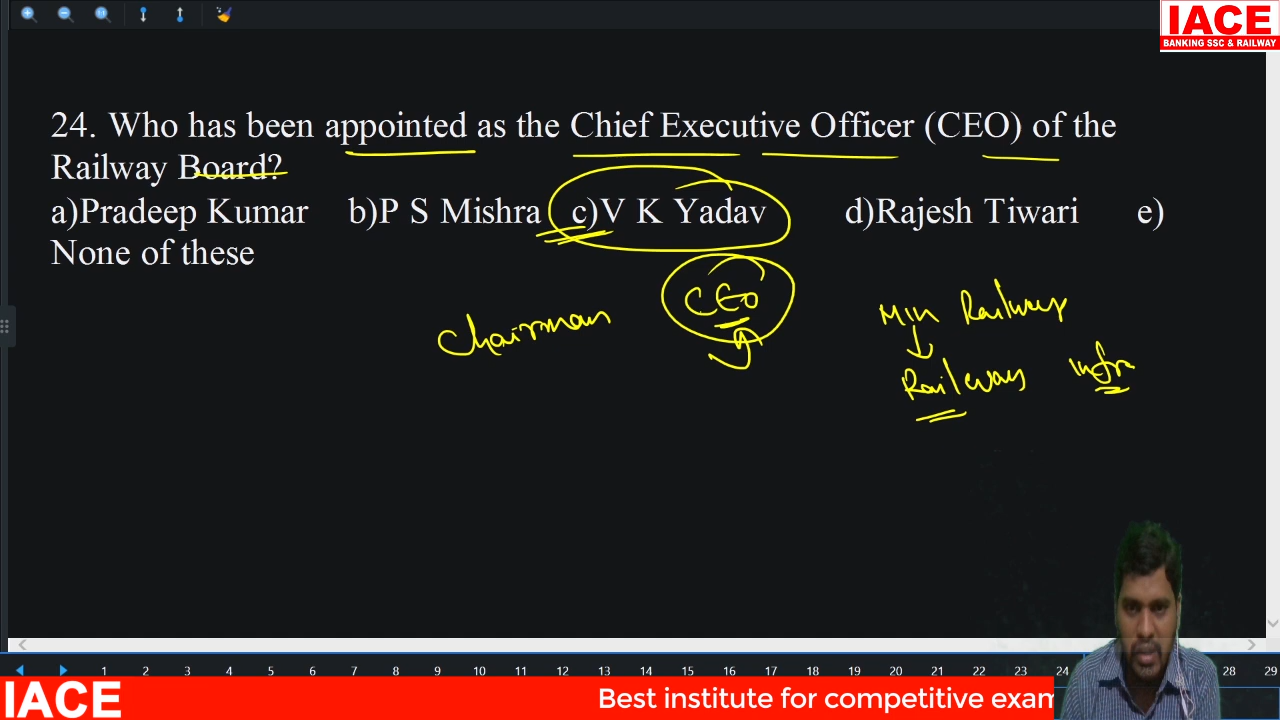 IACE
BANKING SSC & RAILWAY
24. Who has been appointed as the Chief Executive Officer (CEO) of the
Railway Board?
a)Pradeep Kumar b)P S Mishra c)V K Yadav d)Rajesh Tiwari e)
None of these
Chairman CEO Min Railways
Railways Infra
1 2 3 4 5 6 7 8 9 10 11 12 13 14 15 16 17 18 19 20 21 22 23 24 28 29
IACE Best institute for competitive exam